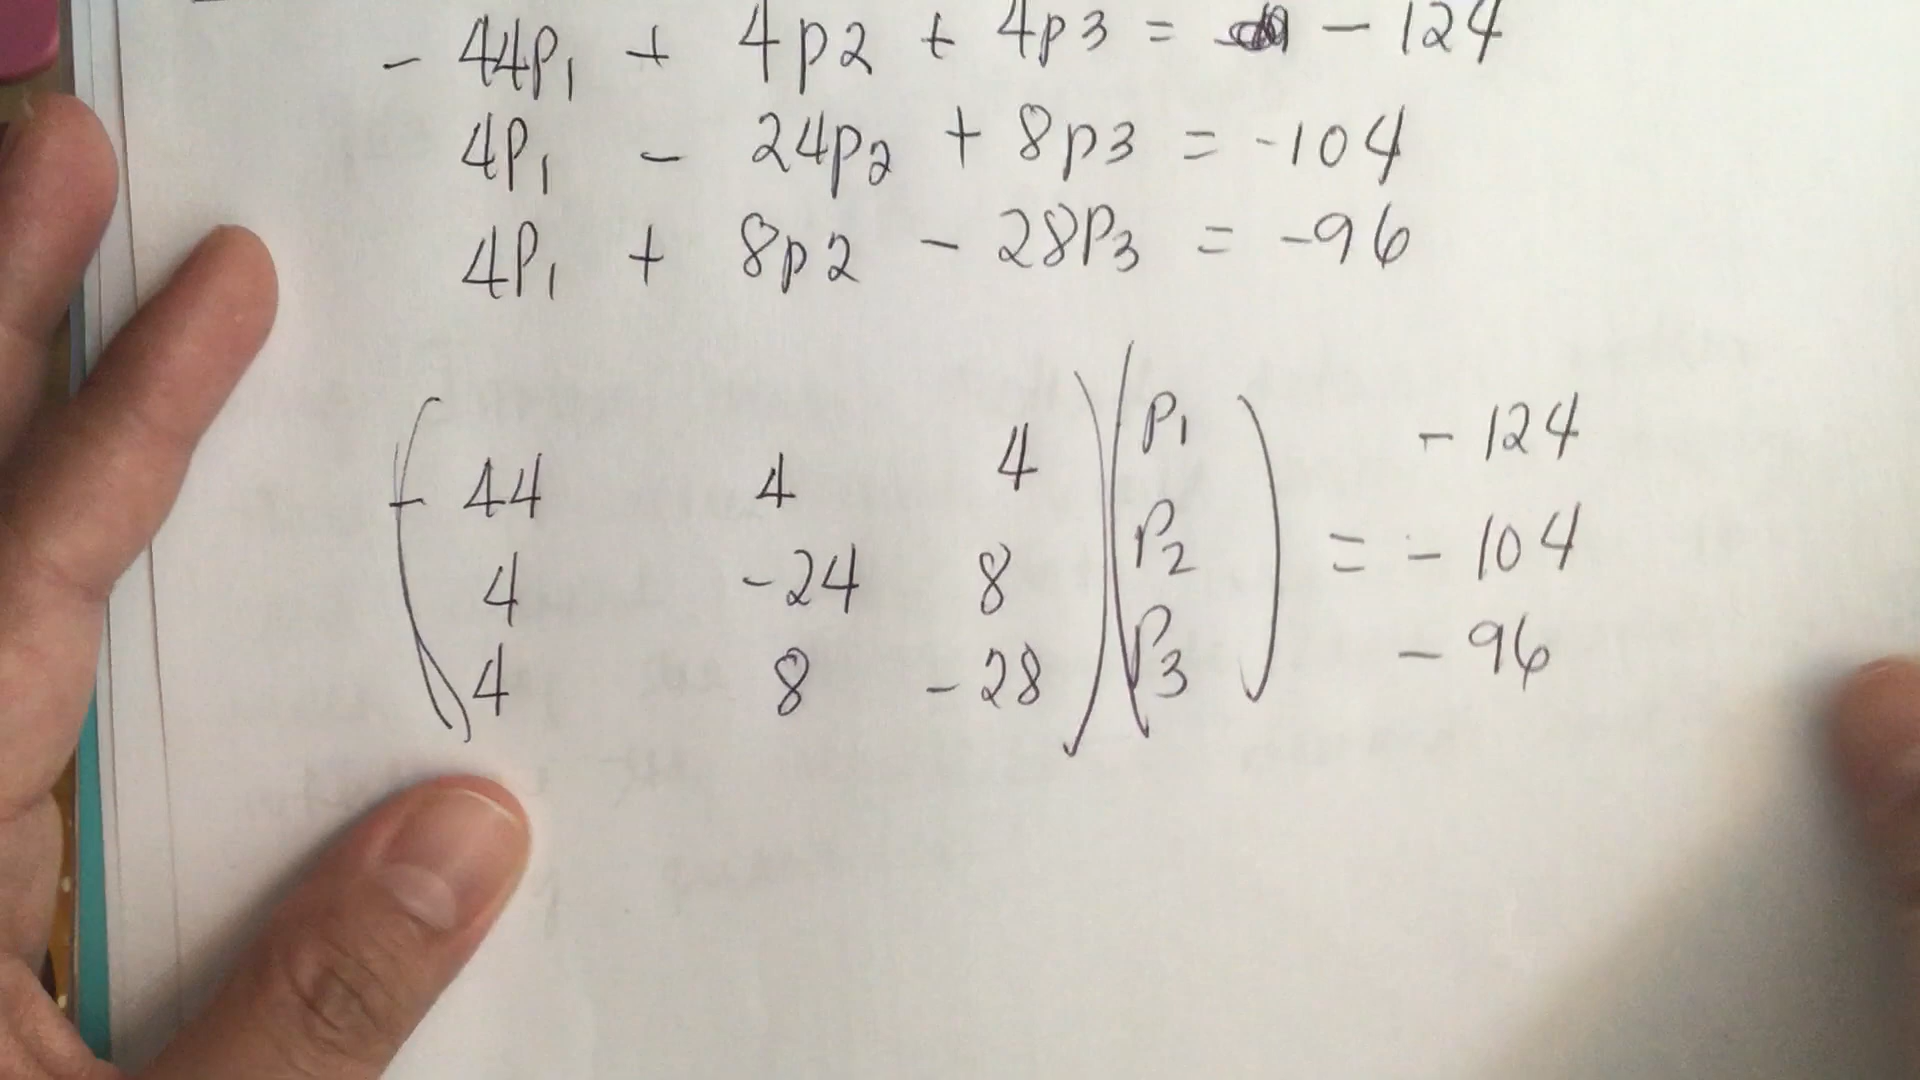 - 44P₁ + 4p2 + 4p3 = - 124
4P₁ - 24p₂ + 8p3 = -104
4P₁ + 8p2 - 28P₃ = -96
- 44 4 4 P₁ - 124
4 -24 8 P₂ = - 104
4 8 - 28 P₃ - 96